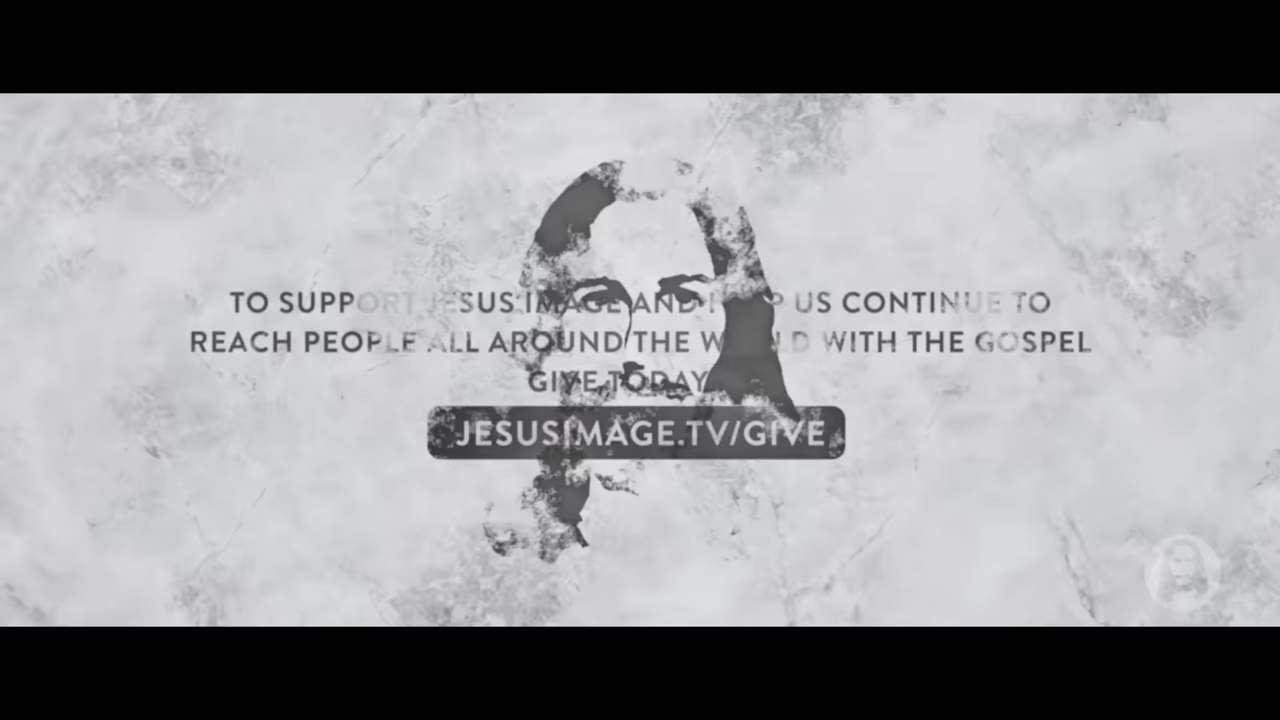 TO SUPPORT JESUS IMAGE AND HELP US CONTINUE TO
REACH PEOPLE ALL AROUND THE WORLD WITH THE GOSPEL
GIVE TODAY
JESUSIMAGE.TV/GIVE